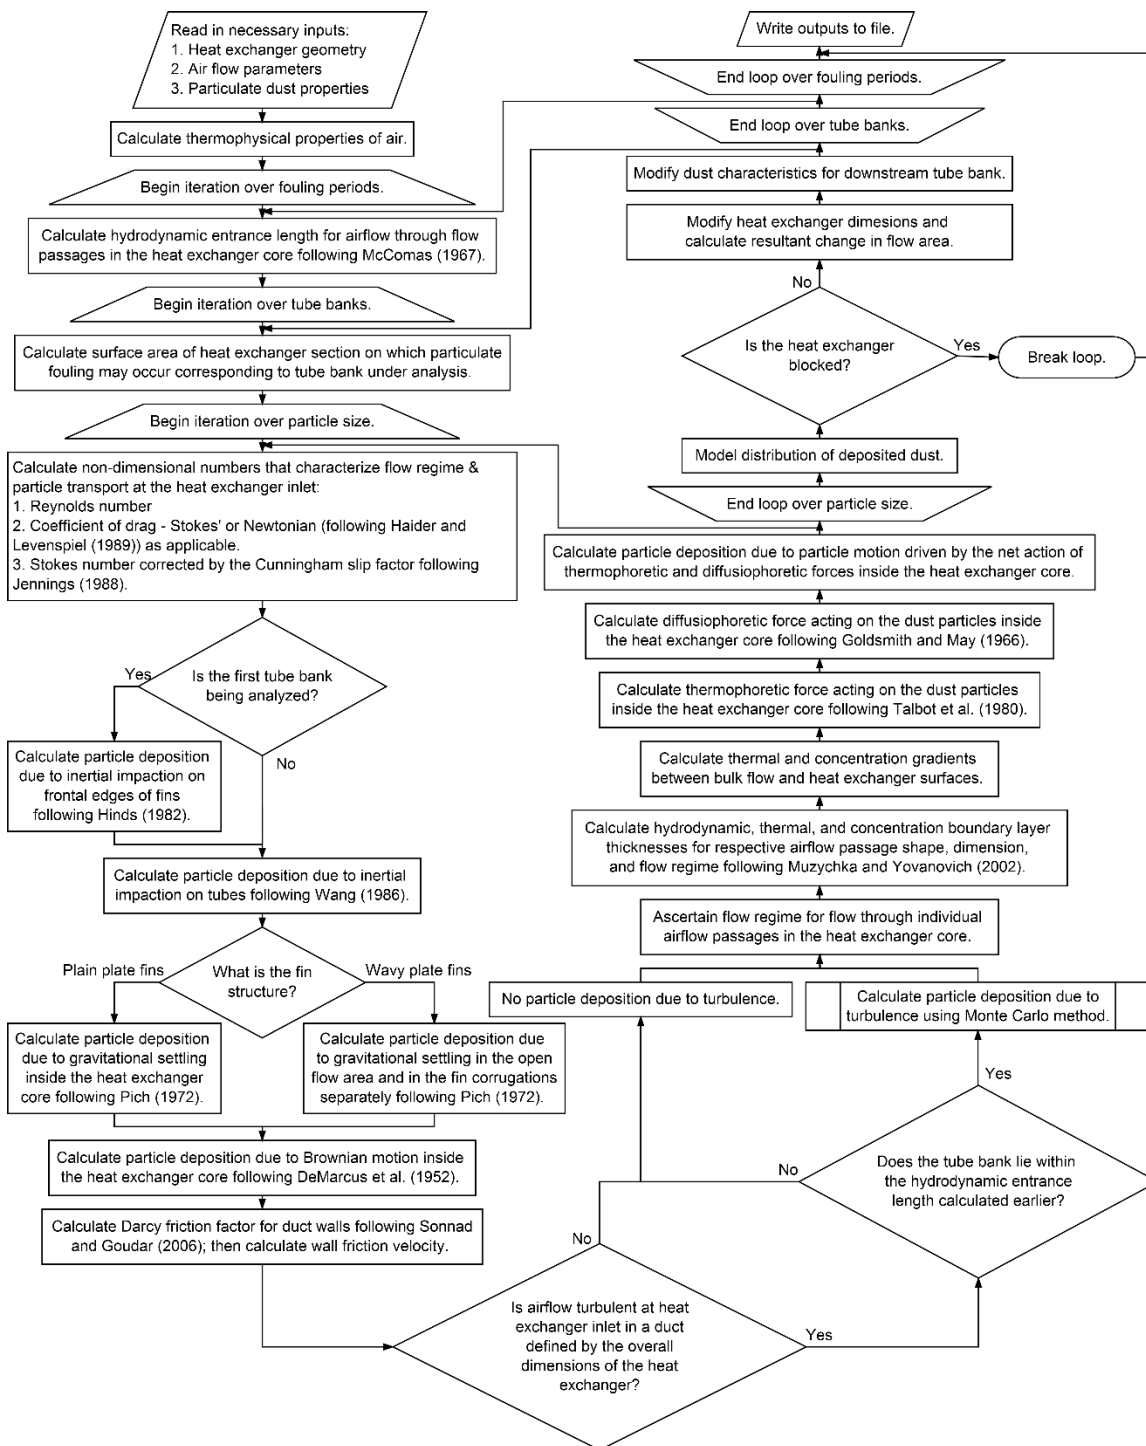 Read in necessary inputs:
1. Heat exchanger geometry
2. Air flow parameters
3. Particulate dust properties
Calculate thermophysical properties of air.
Begin iteration over fouling periods.
Calculate hydrodynamic entrance length for airflow through flow
passages in the heat exchanger core following McComas (1967).
Begin iteration over tube banks.
Calculate surface area of heat exchanger section on which particulate
fouling may occur corresponding to tube bank under analysis.
Begin iteration over particle size.
Calculate non-dimensional numbers that characterize flow regime &
particle transport at the heat exchanger inlet:
1. Reynolds number
2. Coefficient of drag - Stokes' or Newtonian (following Haider and
Levenspiel (1989)) as applicable.
3. Stokes number corrected by the Cunningham slip factor following
Jennings (1988).
Is the first tube bank
being analyzed?
Yes
No
Calculate particle deposition
due to inertial impaction on
frontal edges of fins
following Hinds (1982).
Calculate particle deposition due to inertial
impaction on tubes following Wang (1986).
What is the fin
structure?
Plain plate fins
Wavy plate fins
Calculate particle deposition
due to gravitational settling
inside the heat exchanger
core following Pich (1972).
Calculate particle deposition due
to gravitational settling in the open
flow area and in the fin corrugations
separately following Pich (1972).
Calculate particle deposition due to Brownian motion inside
the heat exchanger core following DeMarcus et al. (1952).
Calculate Darcy friction factor for duct walls following Sonnad
and Goudar (2006); then calculate wall friction velocity.
Is airflow turbulent at heat
exchanger inlet in a duct
defined by the overall
dimensions of the heat
exchanger?
No
Yes
Does the tube bank lie within
the hydrodynamic entrance
length calculated earlier?
No
Yes
No particle deposition due to turbulence.
Calculate particle deposition due to
turbulence using Monte Carlo method.
Ascertain flow regime for flow through individual
airflow passages in the heat exchanger core.
Calculate hydrodynamic, thermal, and concentration boundary layer
thicknesses for respective airflow passage shape, dimension,
and flow regime following Muzychka and Yovanovich (2002).
Calculate thermal and concentration gradients
between bulk flow and heat exchanger surfaces.
Calculate thermophoretic force acting on the dust particles
inside the heat exchanger core following Talbot et al. (1980).
Calculate diffusiophoretic force acting on the dust particles inside
the heat exchanger core following Goldsmith and May (1966).
Calculate particle deposition due to particle motion driven by the net action of
thermophoretic and diffusiophoretic forces inside the heat exchanger core.
End loop over particle size.
Model distribution of deposited dust.
Is the heat exchanger
blocked?
No
Yes
Break loop.
Modify heat exchanger dimesions and
calculate resultant change in flow area.
Modify dust characteristics for downstream tube bank.
End loop over tube banks.
End loop over fouling periods.
Write outputs to file.